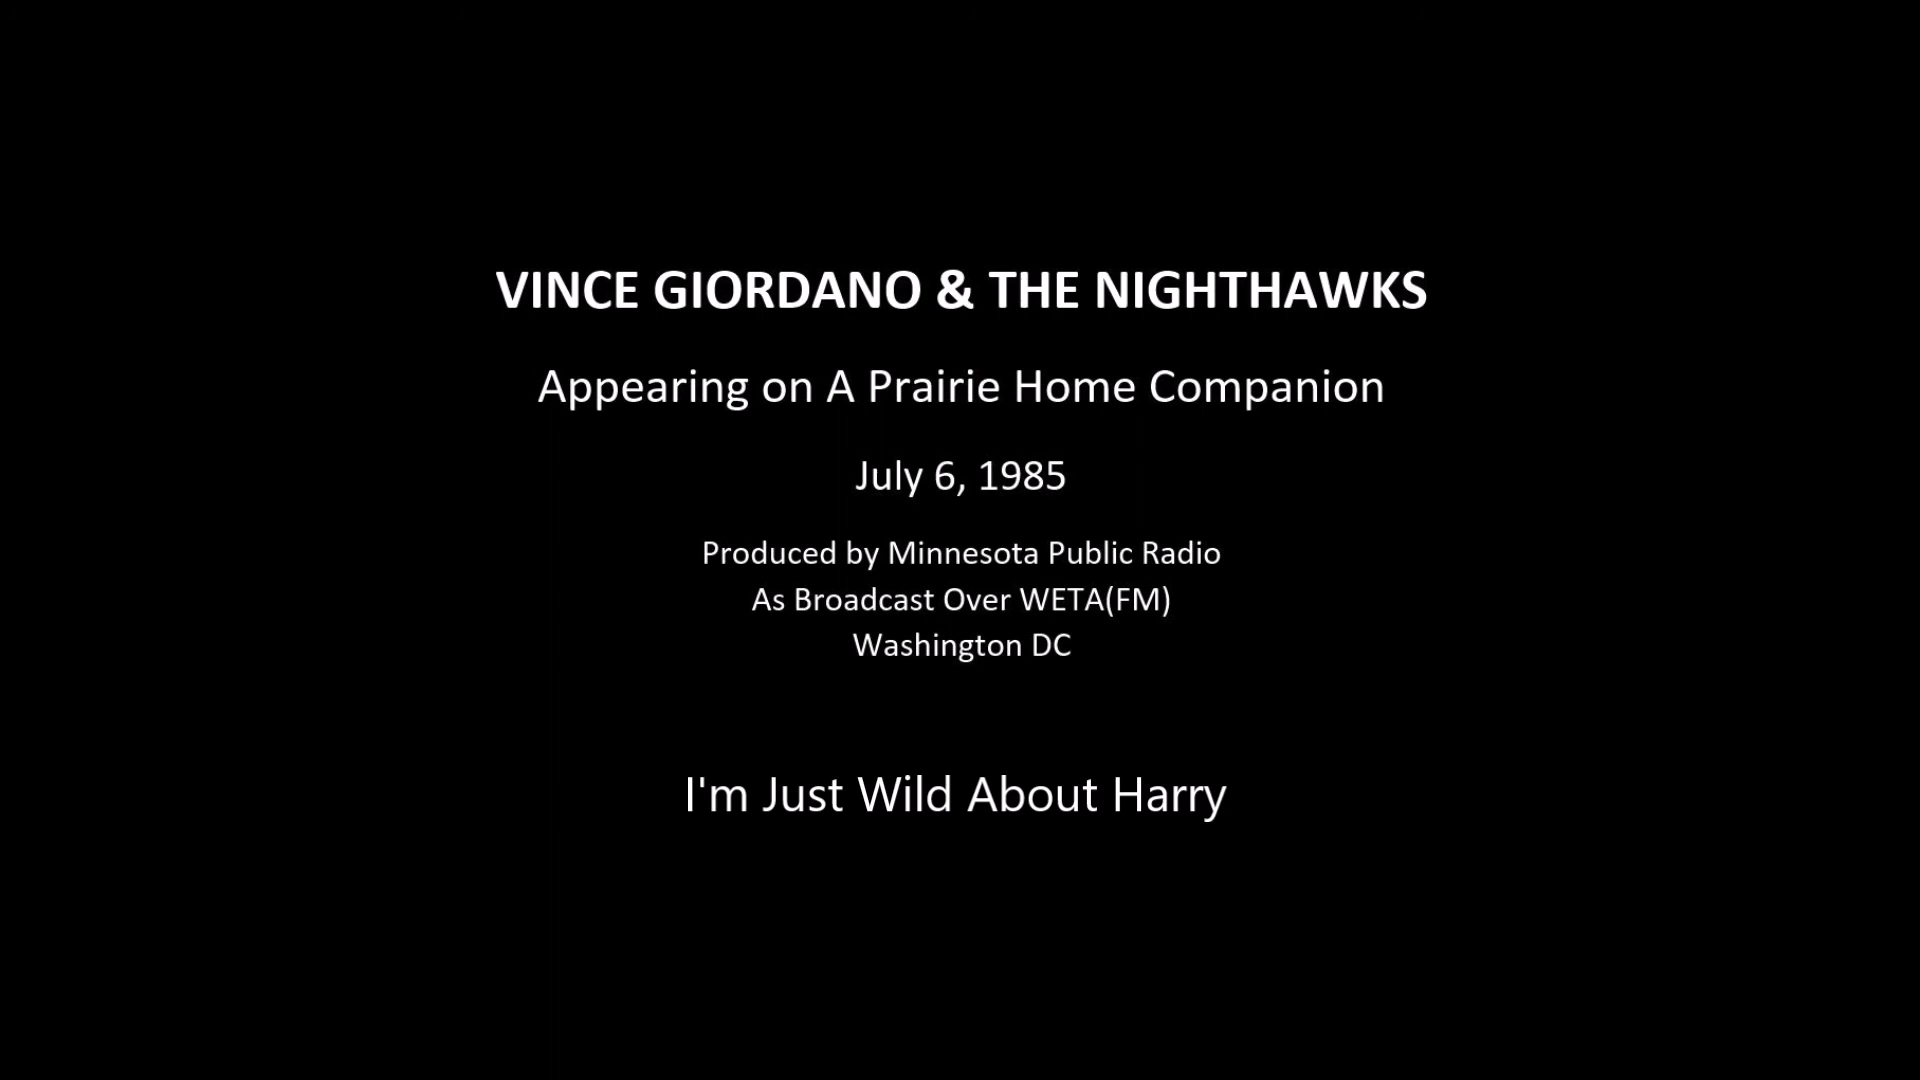 VINCE GIORDANO & THE NIGHTHAWKS
Appearing on A Prairie Home Companion
July 6, 1985
Produced by Minnesota Public Radio
As Broadcast Over WETA(FM)
Washington DC
I'm Just Wild About Harry